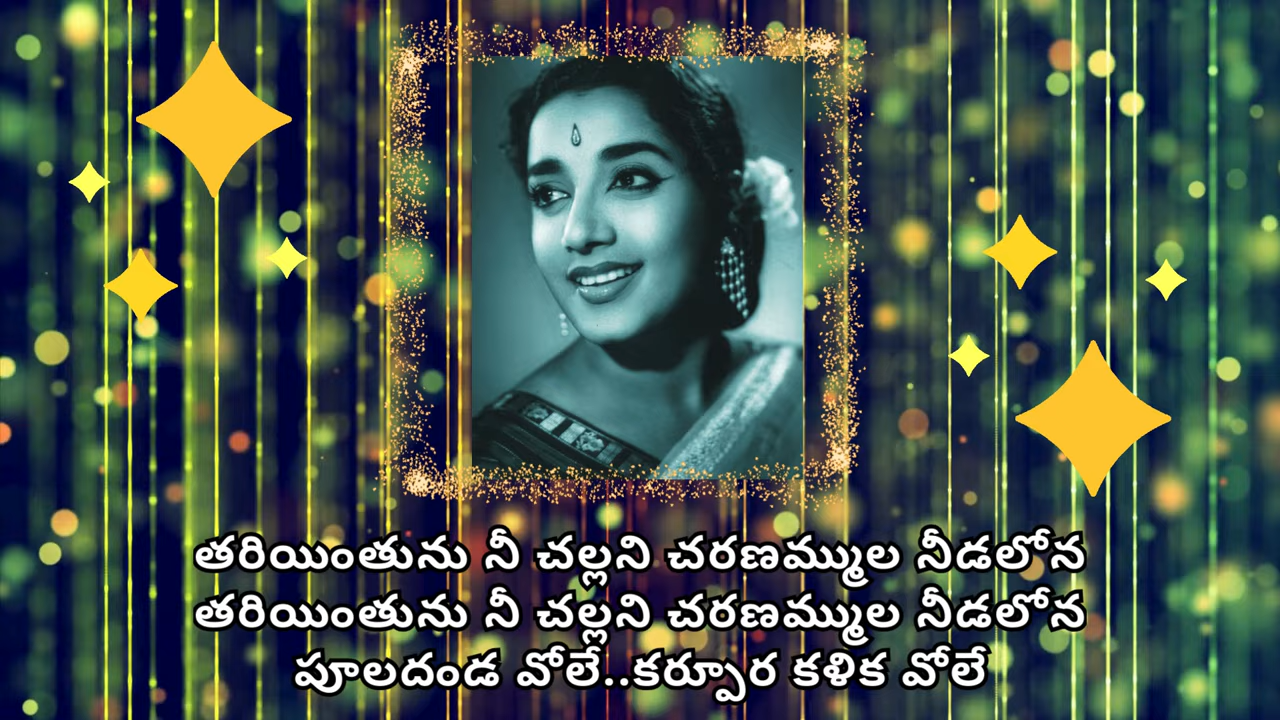 తరియింతును నీ చల్లని చరణమ్ముల నీడలోన
తరియింతును నీ చల్లని చరణమ్ముల నీడలోన
పూలదండ వోలే..కర్పూర కళిక వోలే